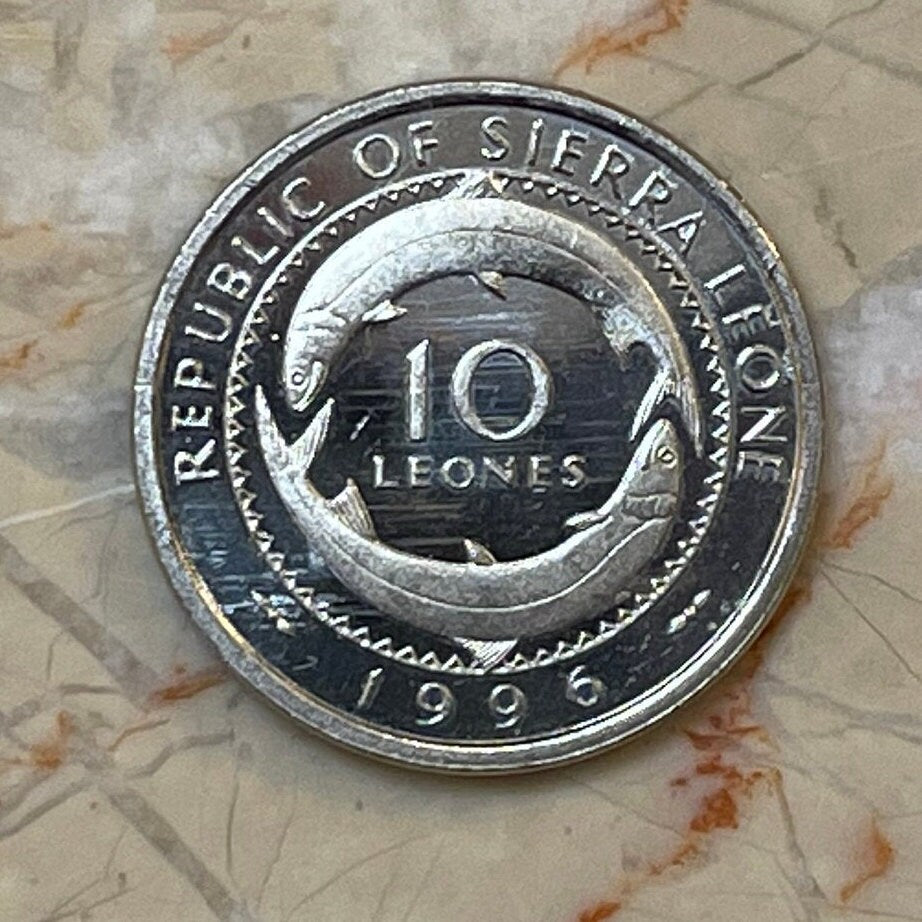 REPUBLIC OF SIERRA LEONE
10
LEONES
1996